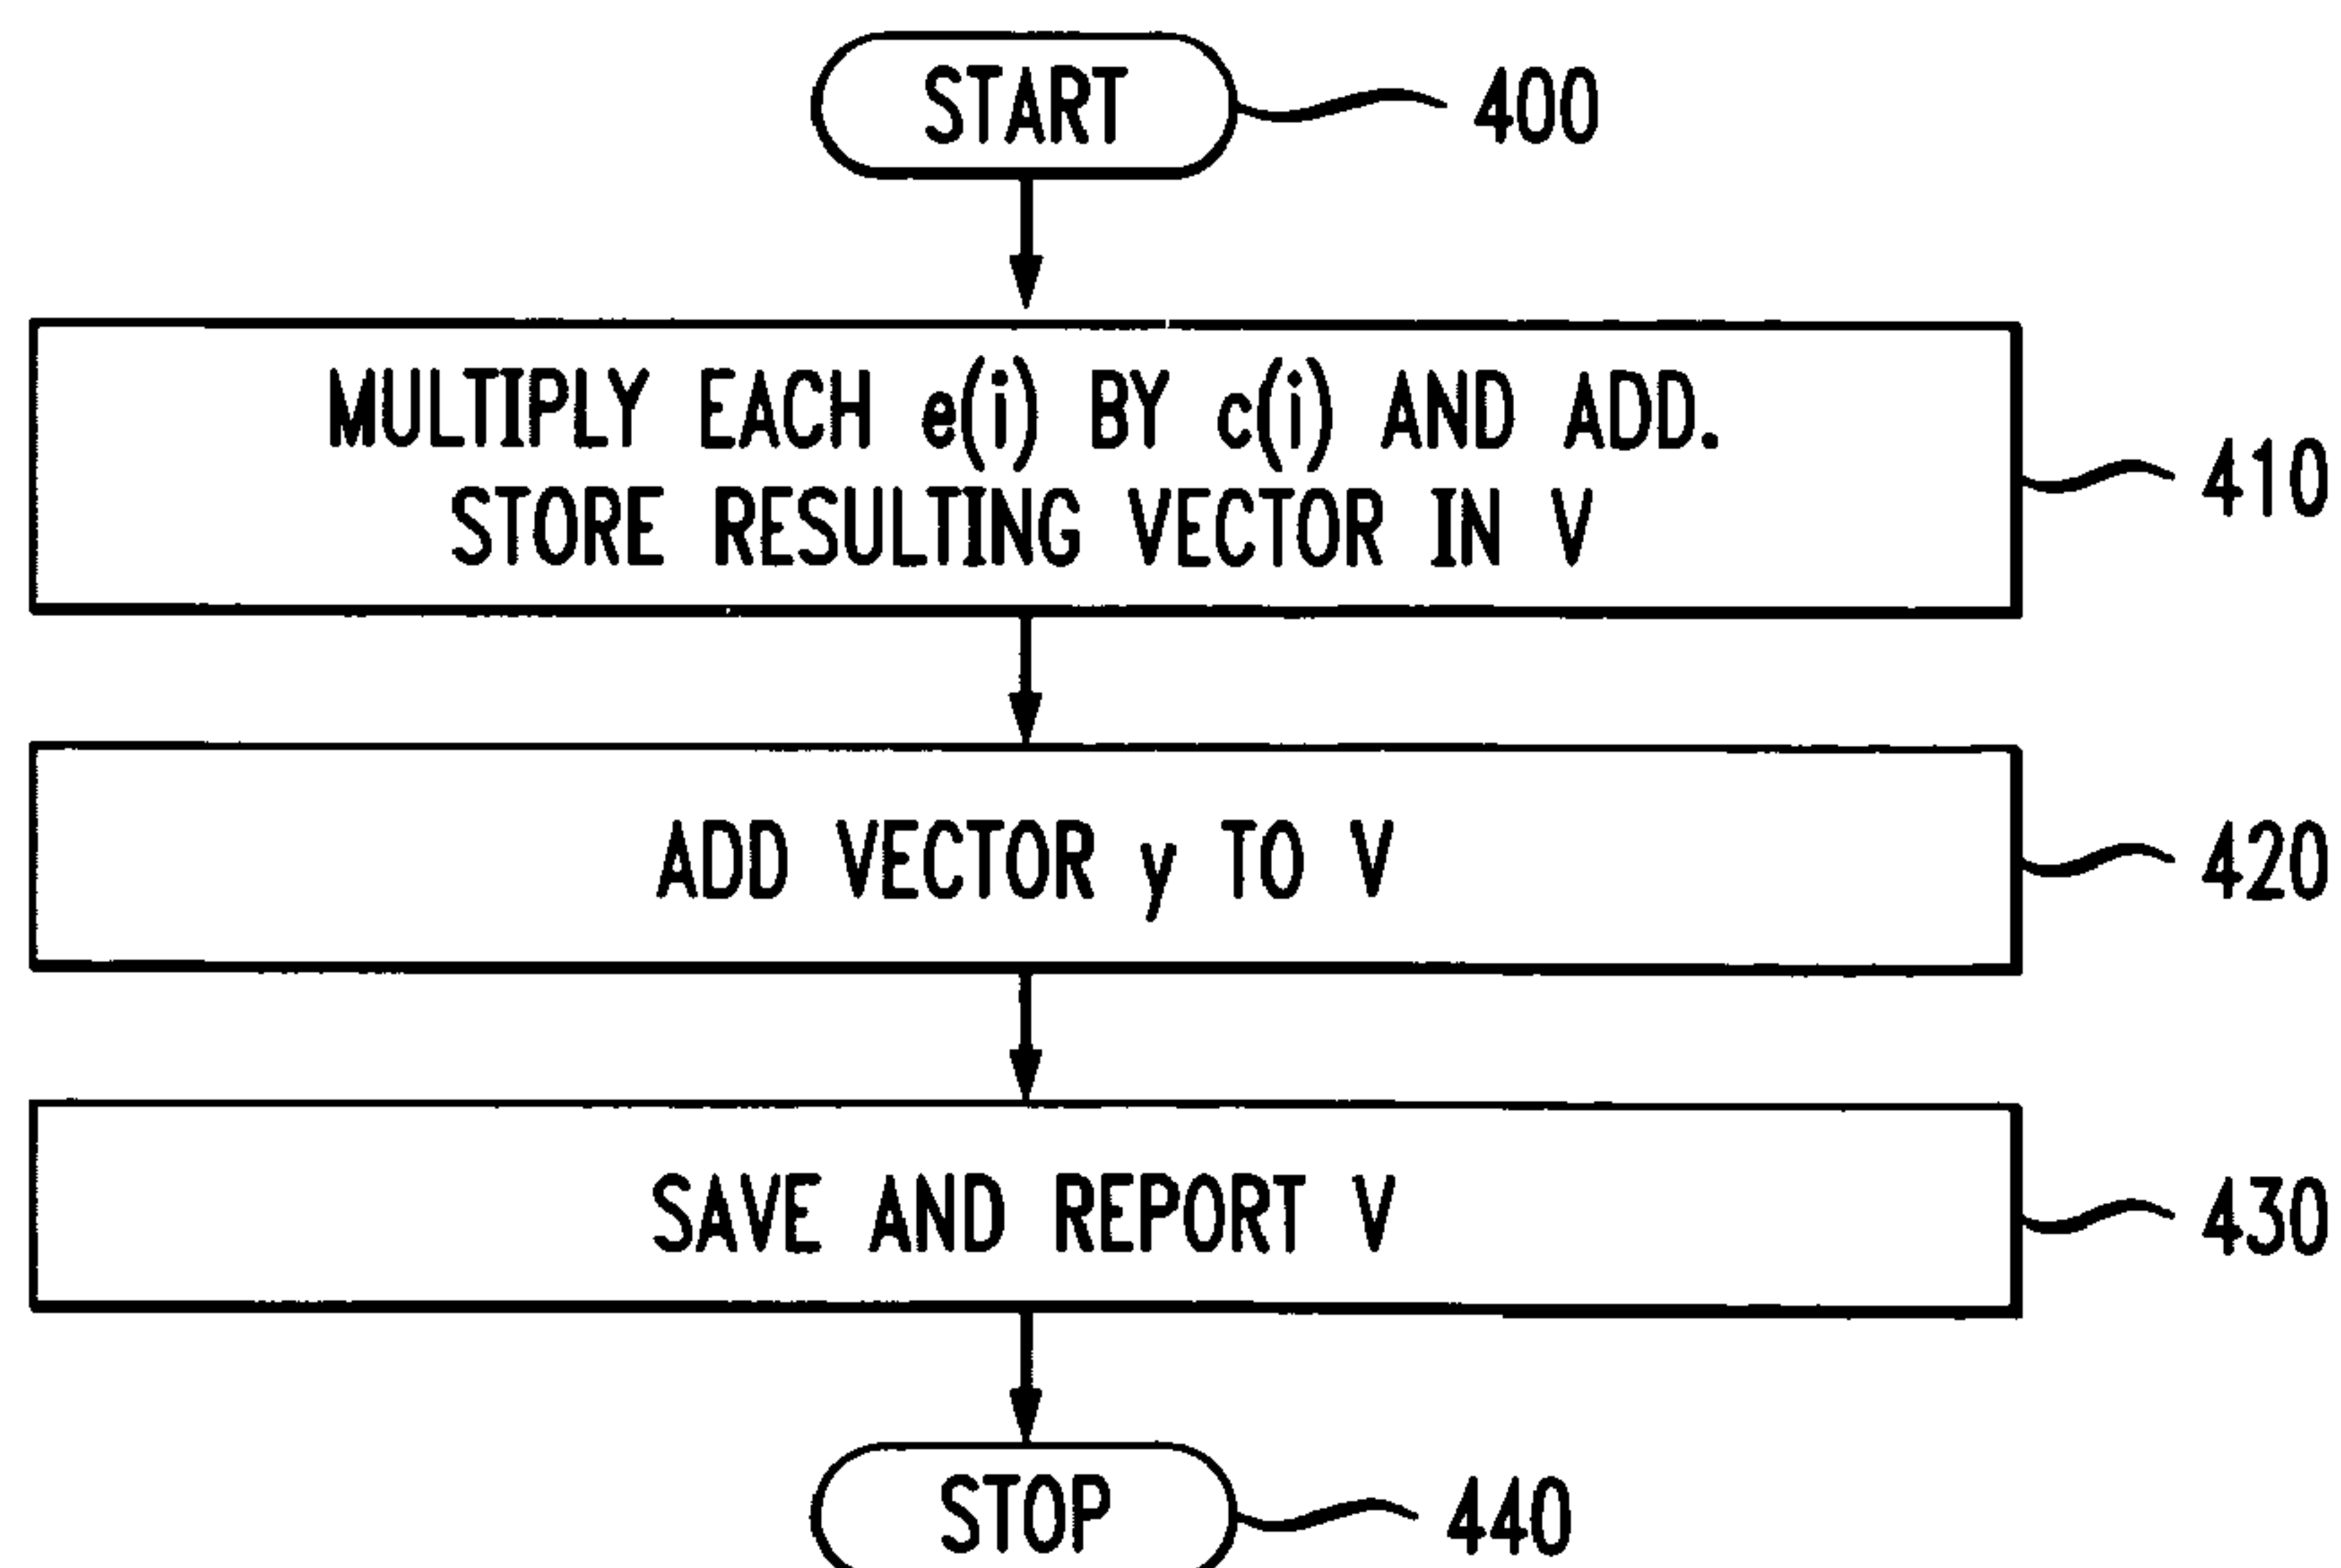 START
400
MULTIPLY EACH e(i) BY c(i) AND ADD.
STORE RESULTING VECTOR IN V
410
ADD VECTOR y TO V
420
SAVE AND REPORT V
430
STOP
440